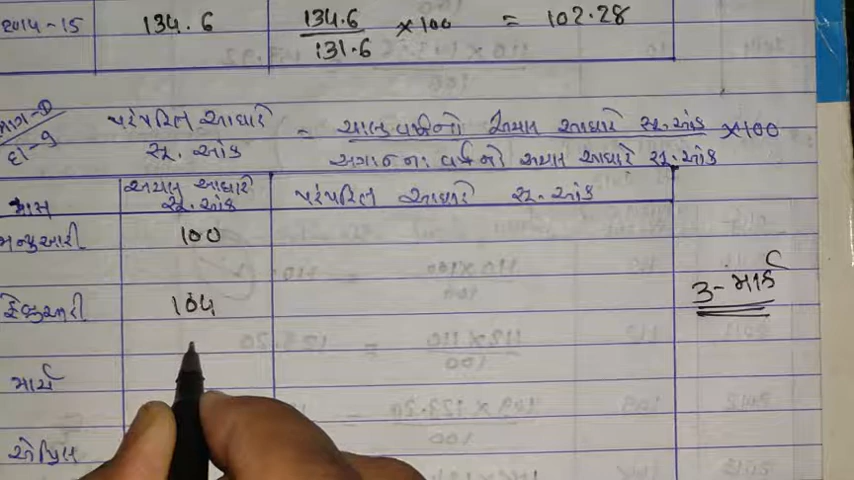 2014-15 134.6 134.6/131.6 ×100 = 102.28
ભાગ-D
દા-૧
પરંપરિત આધારે સૂ. આંક = ચાલુ વર્ષનો અચલ આધારે સૂ. આંક / અગાઉના વર્ષનો અચલ આધારે સૂ. આંક ×100
માસ અચલ આધારે સૂ. આંક પરંપરિત આધારે સૂ. આંક
જાન્યુઆરી 100
ફેબ્રુઆરી 104
3-માર્ક
માર્ચ
એપ્રિલ